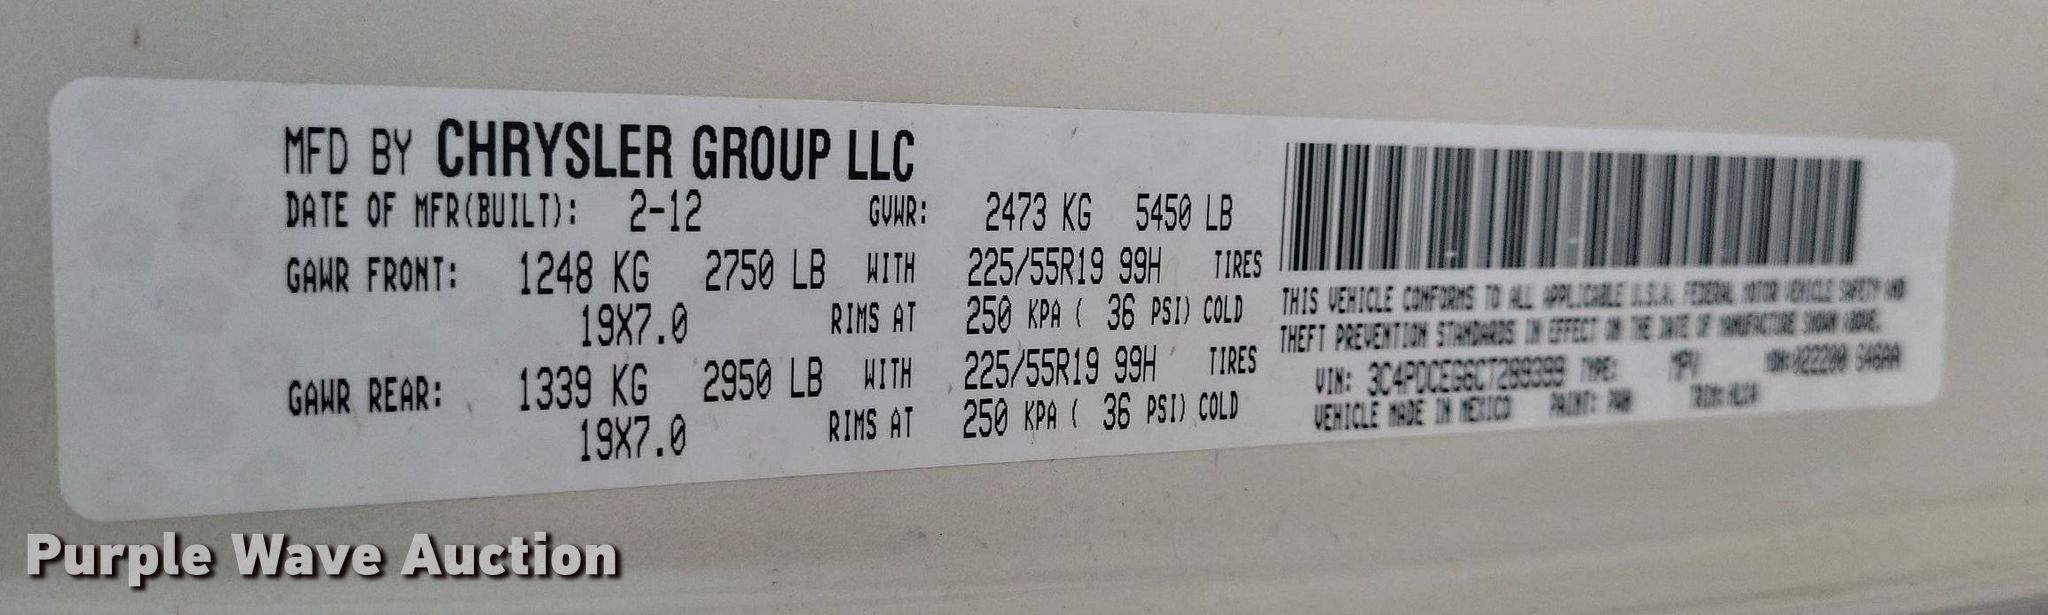 MFD BY CHRYSLER GROUP LLC
DATE OF MFR(BUILT): 2-12 GVWR: 2473 KG 5450 LB
GAWR FRONT: 1248 KG 2750 LB WITH 225/55R19 99H TIRES
19X7.0 RIMS AT 250 KPA ( 36 PSI) COLD
GAWR REAR: 1339 KG 2950 LB WITH 225/55R19 99H TIRES
19X7.0 RIMS AT 250 KPA ( 36 PSI) COLD
THIS VEHICLE CONFORMS TO ALL APPLICABLE U.S.A. FEDERAL MOTOR VEHICLE SAFETY AND
THEFT PREVENTION STANDARDS IN EFFECT ON THE DATE OF MANUFACTURE SHOWN ABOVE.
VIN: TYPE: MPV
VEHICLE MADE IN MEXICO PAINT:
Purple Wave Auction